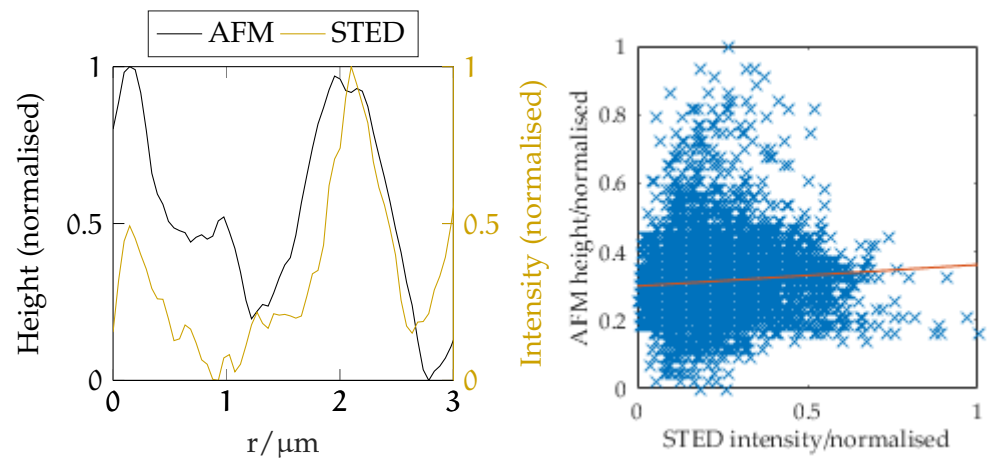 AFM STED
1
0.5
0
0 1 2 3
1
0.5
0
Height (normalised)
Intensity (normalised)
r/μm
1
0.8
0.6
0.4
0.2
0
0 0.5 1
AFM height/normalised
STED intensity/normalised